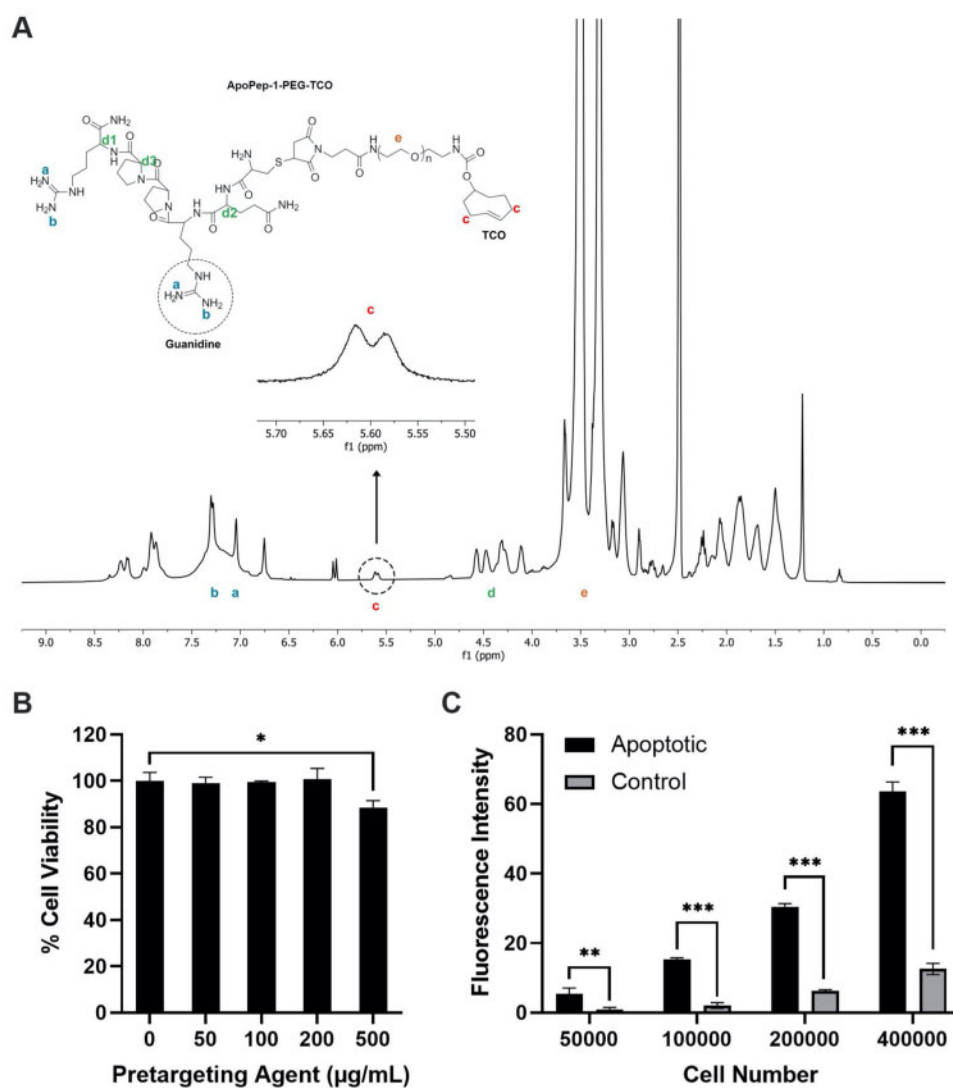 A
ApoPep-1-PEG-TCO
O NH₂
d1 O
N H
d3
O
a
H₂N NH
NH₂
b
N
O
N
O
H
N
O
HN
d2
O
NH₂
O
NH₂
S
O
N
O
O
H
N
e
O
n
H
N
O
O
c
c
TCO
NH
a
H₂N
NH₂
b
Guanidine
c
5.70 5.65 5.60 5.55 5.50
f1 (ppm)
b a c d e
9.0 8.5 8.0 7.5 7.0 6.5 6.0 5.5 5.0 4.5 4.0 3.5 3.0 2.5 2.0 1.5 1.0 0.5 0.0
f1 (ppm)
B
% Cell Viability
120
100
80
60
40
20
0
*
0 50 100 200 500
Pretargeting Agent (µg/mL)
C
Fluorescence Intensity
80
60
40
20
0
Apoptotic
Control
**
***
***
***
50000 100000 200000 400000
Cell Number